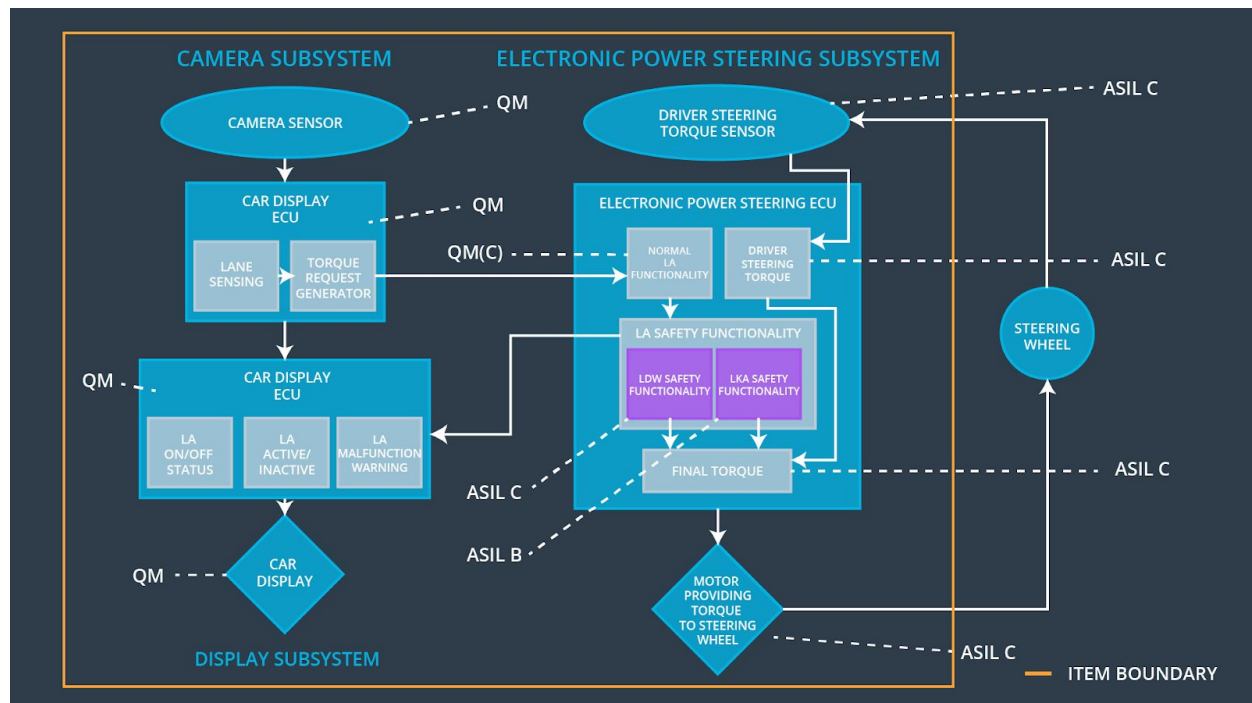 CAMERA SUBSYSTEM
ELECTRONIC POWER STEERING SUBSYSTEM
CAMERA SENSOR
QM
DRIVER STEERING
TORQUE SENSOR
ASIL C
CAR DISPLAY
ECU
QM
LANE
SENSING
TORQUE
REQUEST
GENERATOR
ELECTRONIC POWER STEERING ECU
QM(C)
NORMAL
LA
FUNCTIONALITY
DRIVER
STEERING
TORQUE
ASIL C
LA SAFETY FUNCTIONALITY
LDW SAFETY
FUNCTIONALITY
LKA SAFETY
FUNCTIONALITY
STEERING
WHEEL
QM
CAR DISPLAY
ECU
LA
ON/OFF
STATUS
LA
ACTIVE/
INACTIVE
LA
MALFUNCTION
WARNING
FINAL TORQUE
ASIL C
ASIL C
ASIL B
QM
CAR
DISPLAY
MOTOR
PROVIDING
TORQUE
TO STEERING
WHEEL
DISPLAY SUBSYSTEM
ASIL C
ITEM BOUNDARY